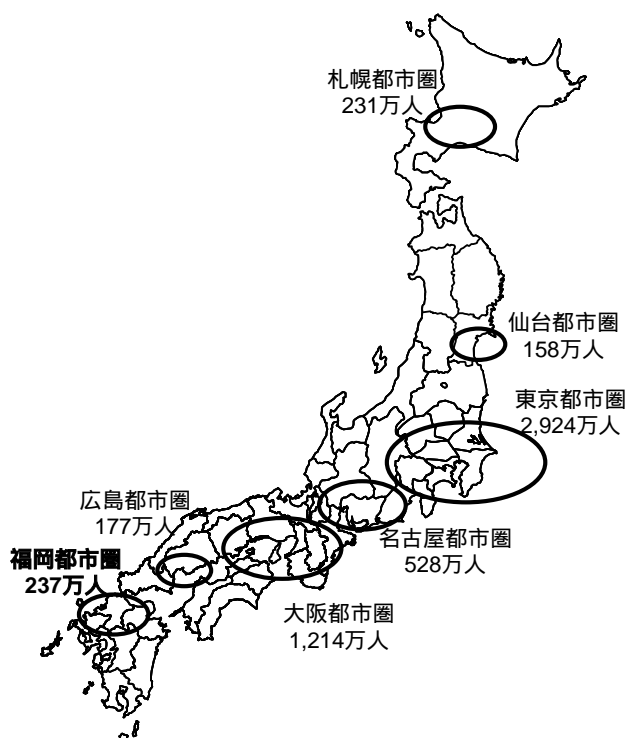 札幌都市圏
231万人
仙台都市圏
158万人
東京都市圏
2,924万人
広島都市圏
177万人
名古屋都市圏
528万人
福岡都市圏
237万人
大阪都市圏
1,214万人